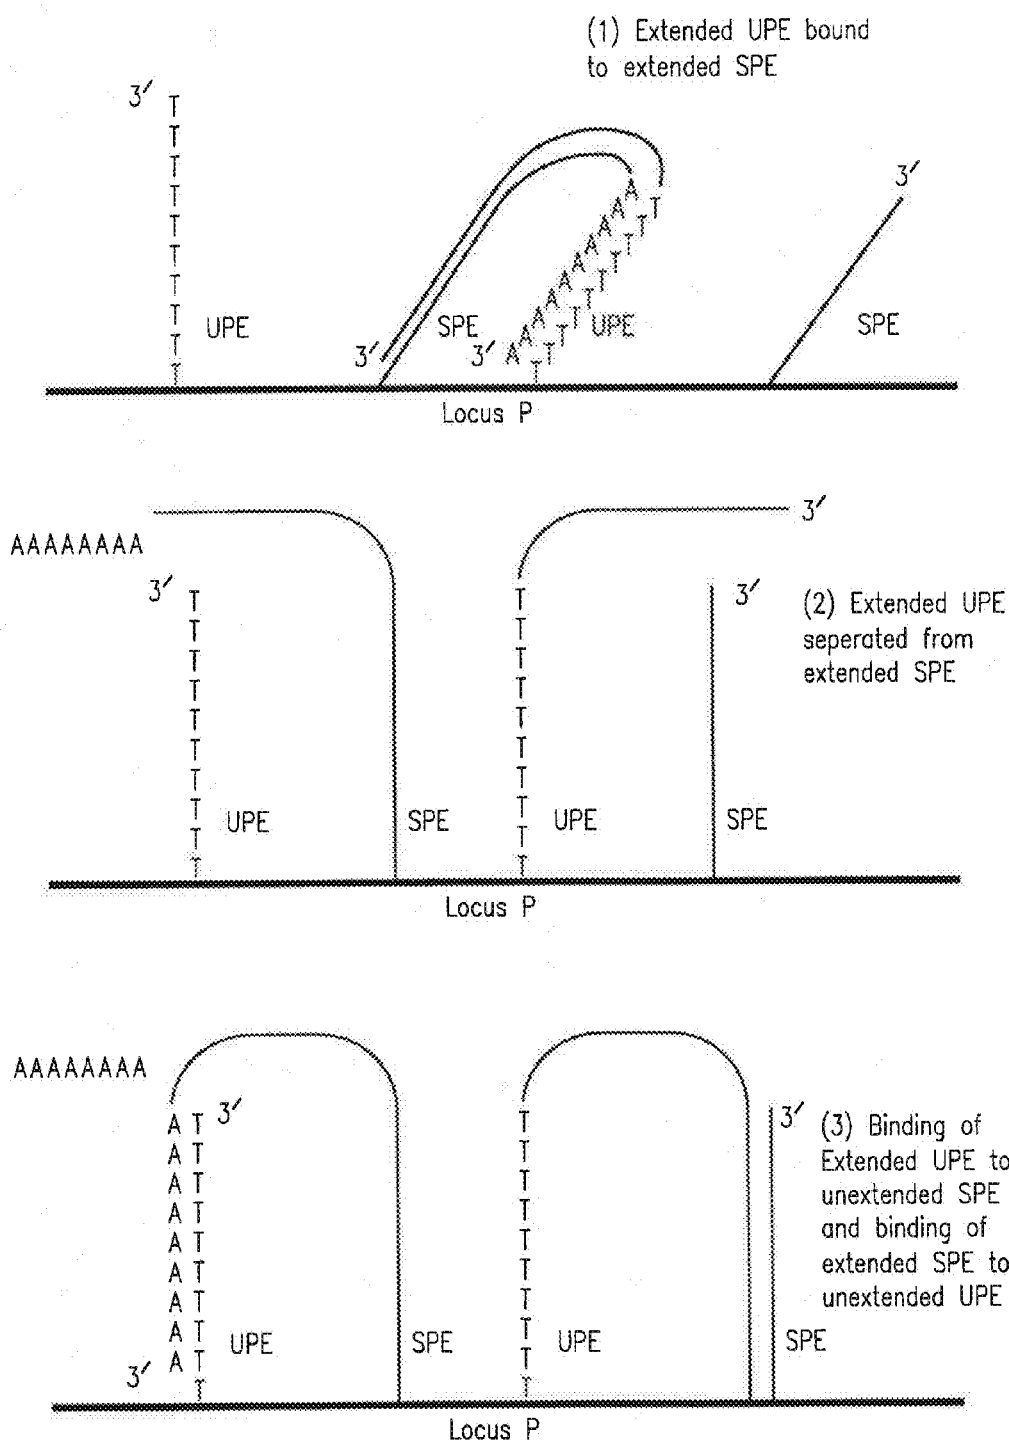 (1) Extended UPE bound
to extended SPE
3′
T
T
T
T
T
T
T
T
T
T
UPE
3′
SPE
3′
A A A A A A A A A A
T T T T T T T T T T
UPE
3′
SPE
Locus P
AAAAAAAA
3′
T
T
T
T
T
T
T
T
T
T
UPE
SPE
T
T
T
T
T
T
T
T
T
T
UPE
3′
3′
SPE
(2) Extended UPE
seperated from
extended SPE
Locus P
AAAAAAAA
A T 3′
A T
A T
A T
A T
A T
A T
A T
A T
3′ T
UPE
SPE
T
T
T
T
T
T
T
T
T
T
UPE
3′
SPE
(3) Binding of
Extended UPE to
unextended SPE
and binding of
extended SPE to
unextended UPE
Locus P